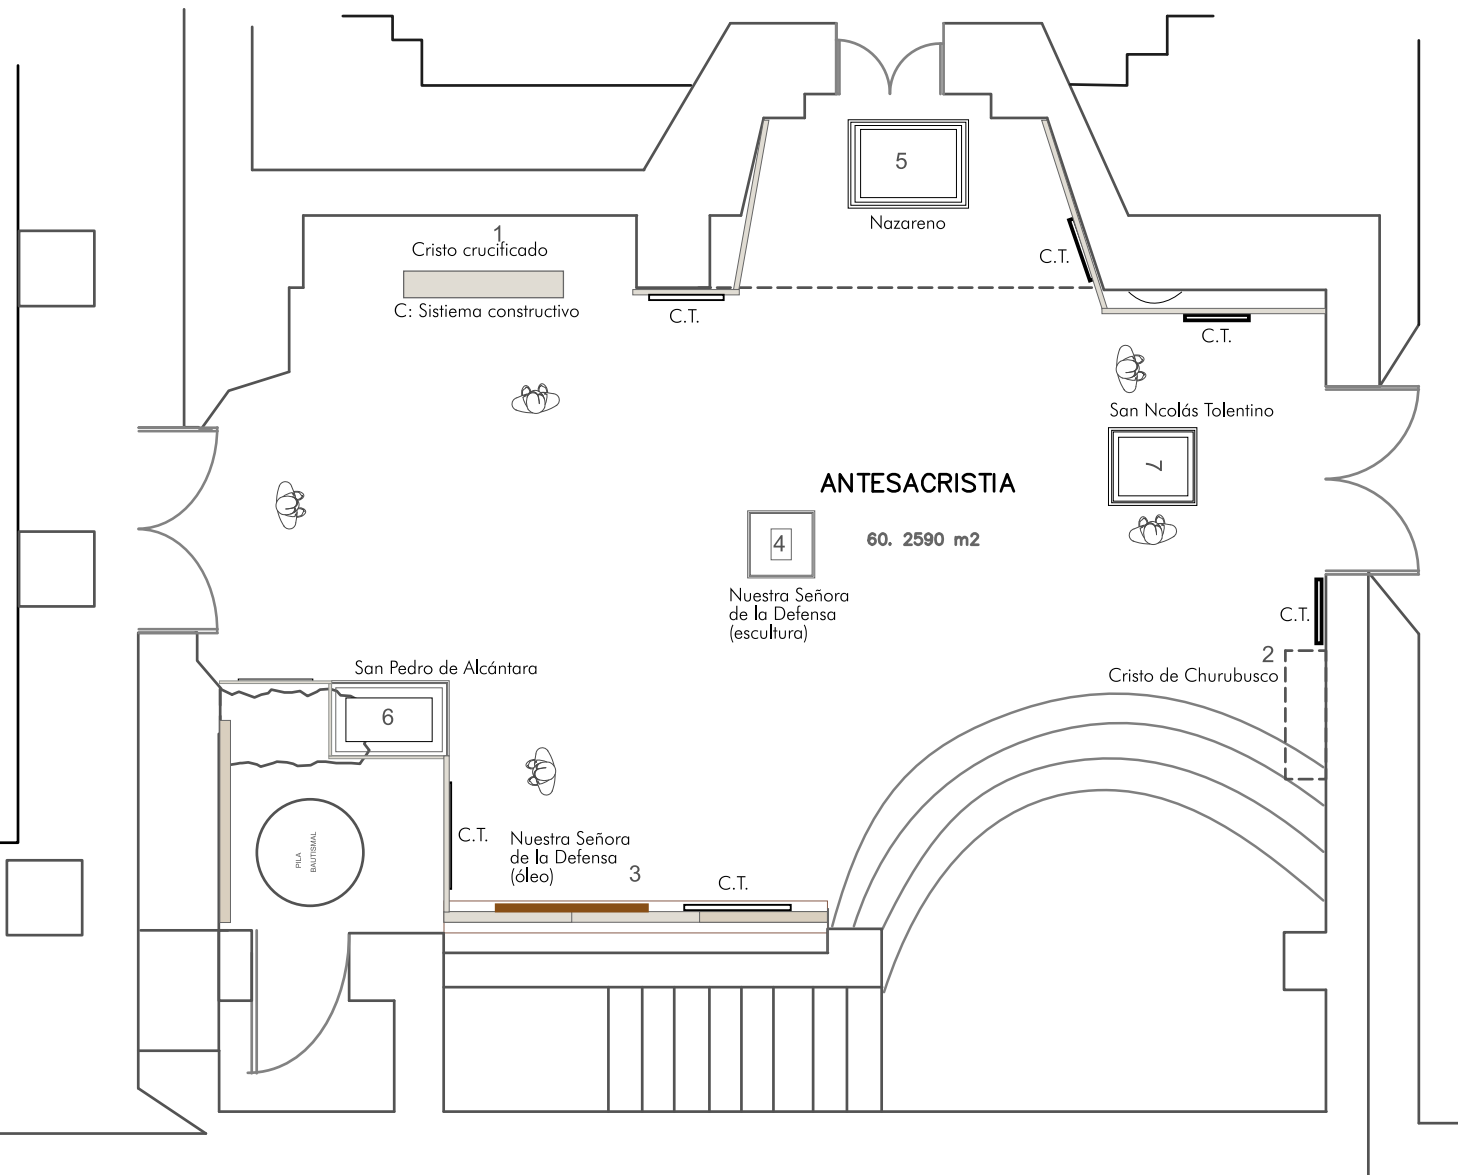 5
Nazareno
1
Cristo crucificado
C: Sistiema constructivo
C.T.
C.T.
C.T.
San Ncolás Tolentino
7
ANTESACRISTIA
60. 2590 m2
4
Nuestra Señora
de la Defensa
(escultura)
C.T.
2
Cristo de Churubusco
San Pedro de Alcántara
6
PILA
BAUTISMAL
C.T.
Nuestra Señora
de la Defensa
(óleo)
3
C.T.